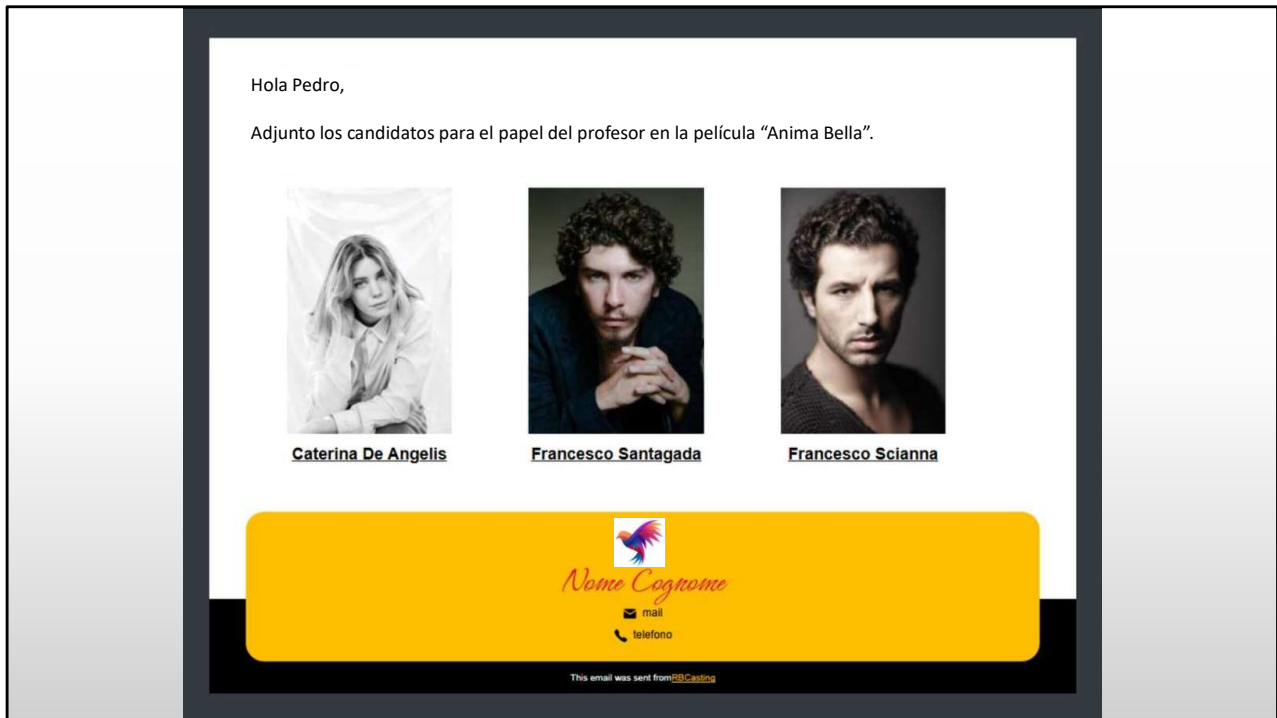 Hola Pedro,
Adjunto los candidatos para el papel del profesor en la película “Anima Bella”.
Caterina De Angelis
Francesco Santagada
Francesco Scianna
Nome Cognome
mail
telefono
This email was sent fromRBCasting